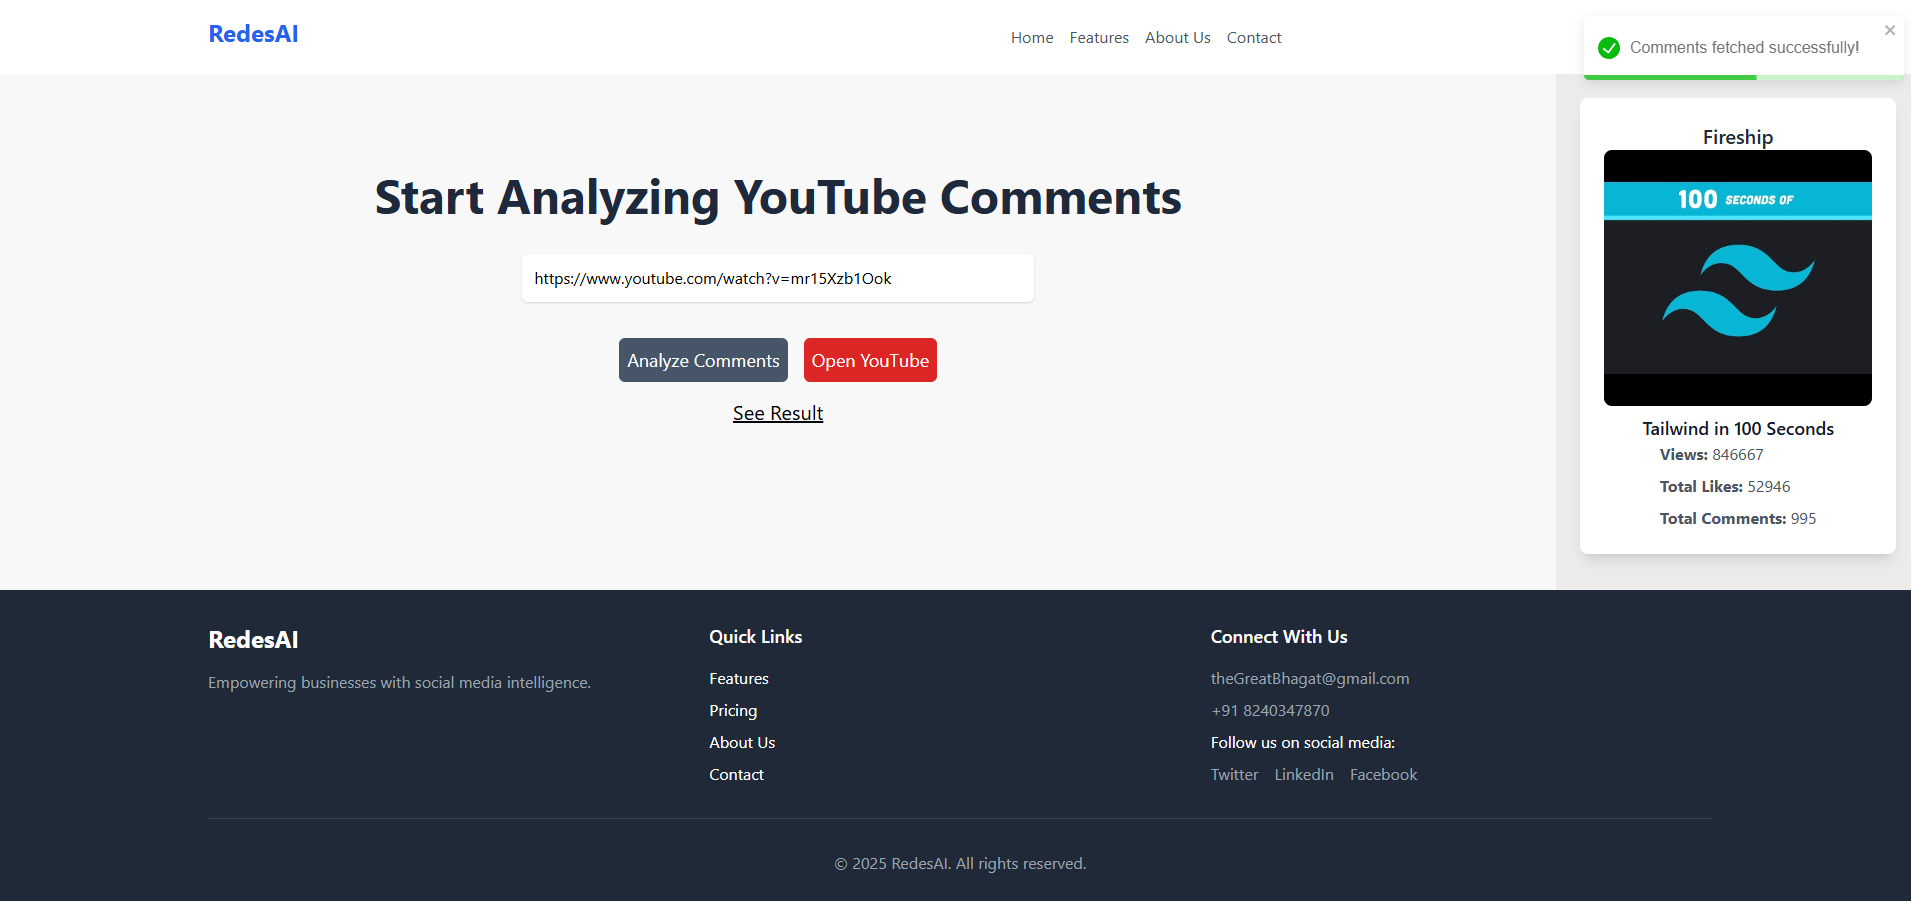 RedesAI
Home Features About Us Contact
Comments fetched successfully!
Start Analyzing YouTube Comments
https://www.youtube.com/watch?v=mr15Xzb1Ook
Analyze Comments Open YouTube
See Result
Fireship
100 SECONDS OF
Tailwind in 100 Seconds
Views: 846667
Total Likes: 52946
Total Comments: 995
RedesAI
Empowering businesses with social media intelligence.
Quick Links
Features
Pricing
About Us
Contact
Connect With Us
theGreatBhagat@gmail.com
+91 8240347870
Follow us on social media:
Twitter LinkedIn Facebook
© 2025 RedesAI. All rights reserved.